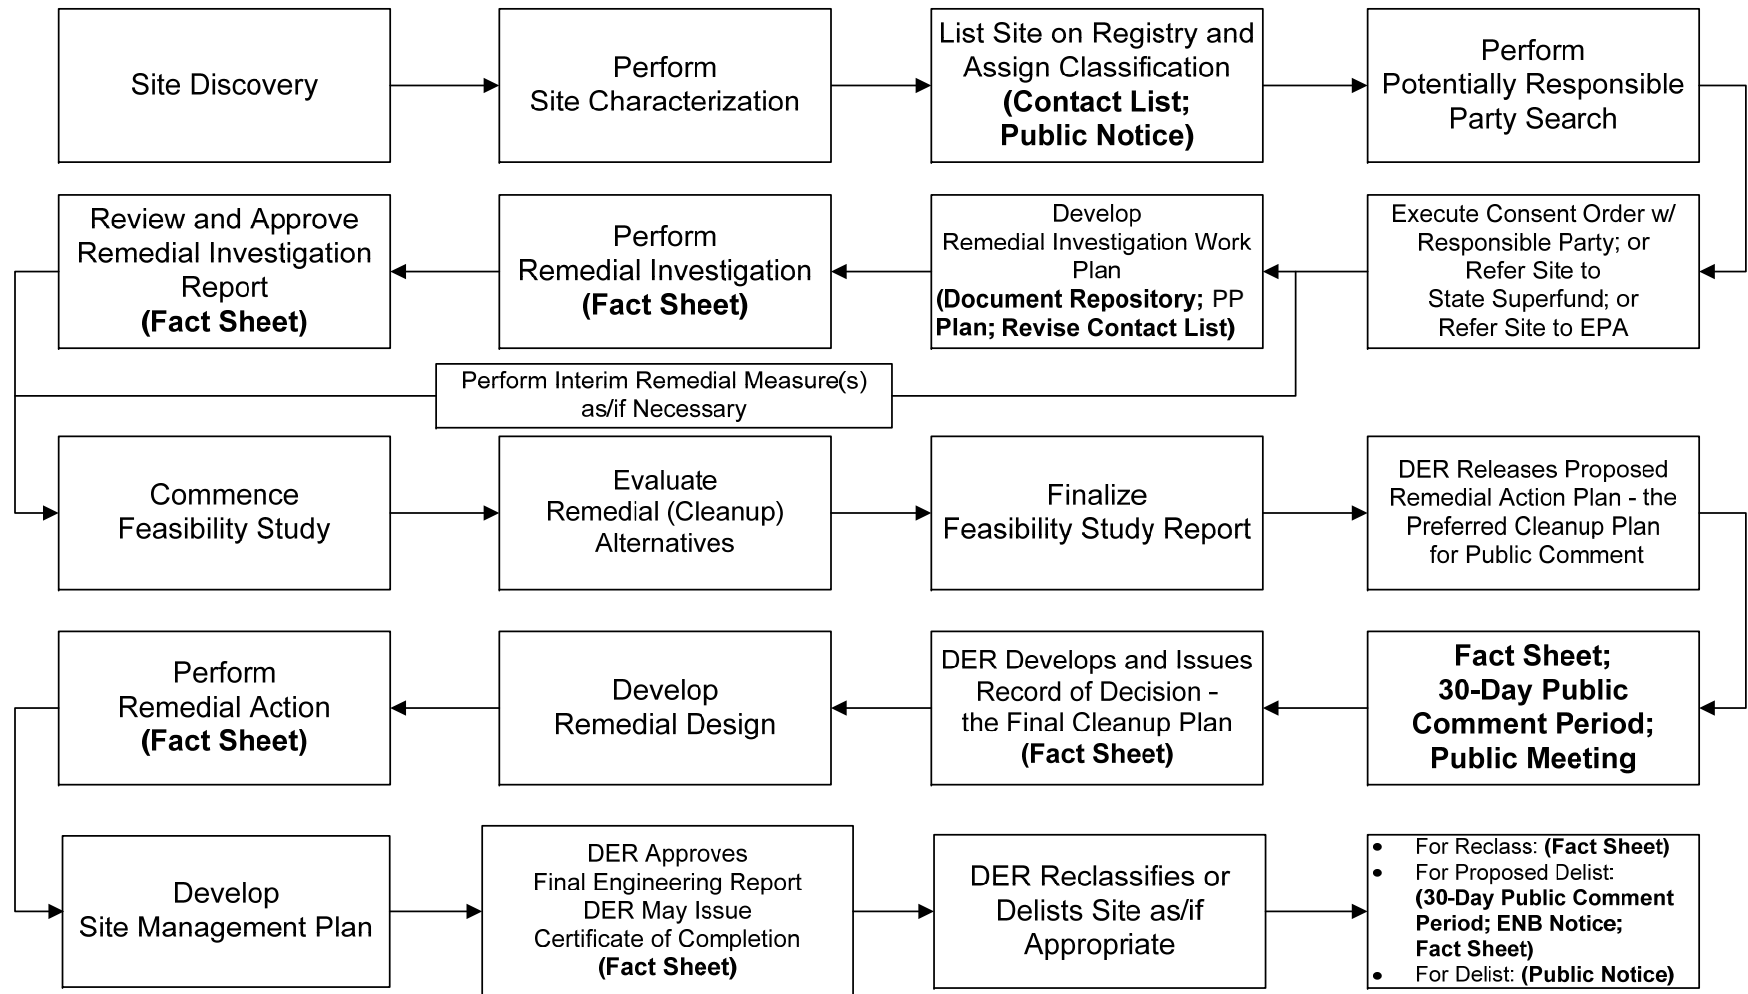 Site Discovery
Perform
Site Characterization
List Site on Registry and
Assign Classification
(Contact List;
Public Notice)
Perform
Potentially Responsible
Party Search
Execute Consent Order w/
Responsible Party; or
Refer Site to
State Superfund; or
Refer Site to EPA
Develop
Remedial Investigation Work
Plan
(Document Repository; PP
Plan; Revise Contact List)
Perform
Remedial Investigation
(Fact Sheet)
Review and Approve
Remedial Investigation
Report
(Fact Sheet)
Perform Interim Remedial Measure(s)
as/if Necessary
Commence
Feasibility Study
Evaluate
Remedial (Cleanup)
Alternatives
Finalize
Feasibility Study Report
DER Releases Proposed
Remedial Action Plan - the
Preferred Cleanup Plan
for Public Comment
Fact Sheet;
30-Day Public
Comment Period;
Public Meeting
DER Develops and Issues
Record of Decision -
the Final Cleanup Plan
(Fact Sheet)
Develop
Remedial Design
Perform
Remedial Action
(Fact Sheet)
Develop
Site Management Plan
DER Approves
Final Engineering Report
DER May Issue
Certificate of Completion
(Fact Sheet)
DER Reclassifies or
Delists Site as/if
Appropriate
• For Reclass: (Fact Sheet)
• For Proposed Delist:
(30-Day Public Comment
Period; ENB Notice;
Fact Sheet)
• For Delist: (Public Notice)